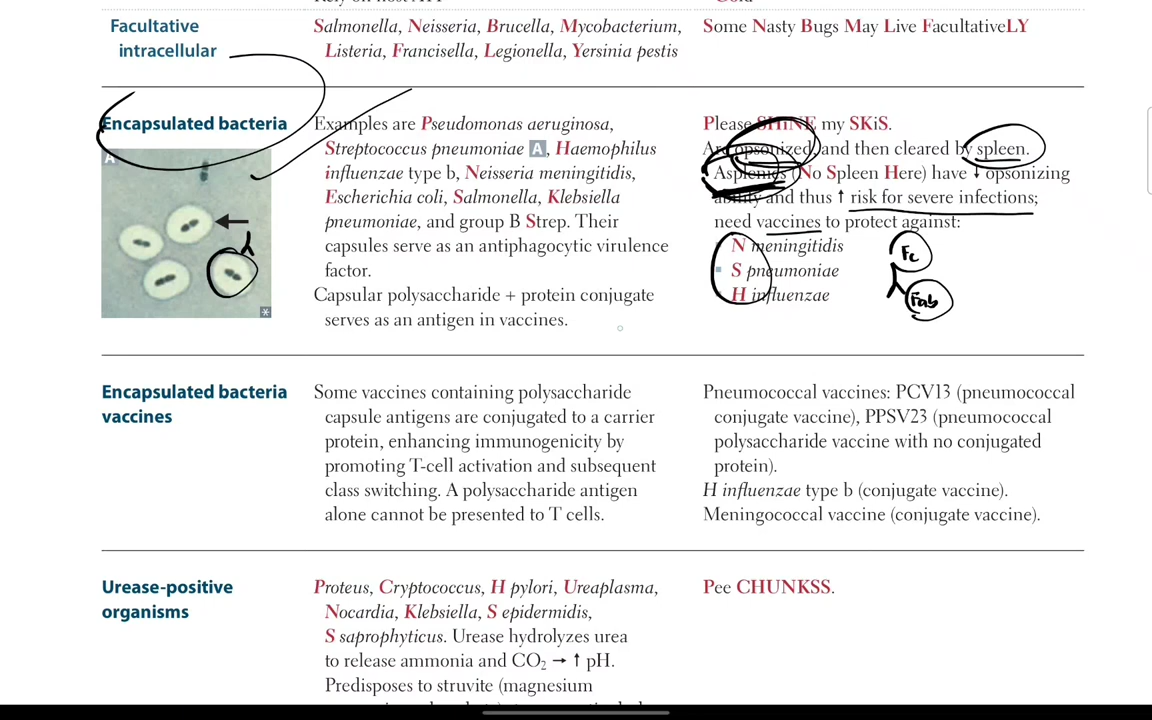 Facultative
intracellular
Salmonella, Neisseria, Brucella, Mycobacterium,
Listeria, Francisella, Legionella, Yersinia pestis
Some Nasty Bugs May Live FacultativeLY
Encapsulated bacteria
A
Examples are Pseudomonas aeruginosa,
Streptococcus pneumoniae A, Haemophilus
influenzae type b, Neisseria meningitidis,
Escherichia coli, Salmonella, Klebsiella
pneumoniae, and group B Strep. Their
capsules serve as an antiphagocytic virulence
factor.
Capsular polysaccharide + protein conjugate
serves as an antigen in vaccines.
Please SHiNE my SKiS.
Are opsonized, and then cleared by spleen.
Asplenics (No Spleen Here) have ↓ opsonizing
ability and thus ↑ risk for severe infections;
need vaccines to protect against:
N meningitidis
S pneumoniae
H influenzae
Fc
Fab
Encapsulated bacteria
vaccines
Some vaccines containing polysaccharide
capsule antigens are conjugated to a carrier
protein, enhancing immunogenicity by
promoting T-cell activation and subsequent
class switching. A polysaccharide antigen
alone cannot be presented to T cells.
Pneumococcal vaccines: PCV13 (pneumococcal
conjugate vaccine), PPSV23 (pneumococcal
polysaccharide vaccine with no conjugated
protein).
H influenzae type b (conjugate vaccine).
Meningococcal vaccine (conjugate vaccine).
Urease-positive
organisms
Proteus, Cryptococcus, H pylori, Ureaplasma,
Nocardia, Klebsiella, S epidermidis,
S saprophyticus. Urease hydrolyzes urea
to release ammonia and CO₂ → ↑ pH.
Predisposes to struvite (magnesium
Pee CHUNKSS.